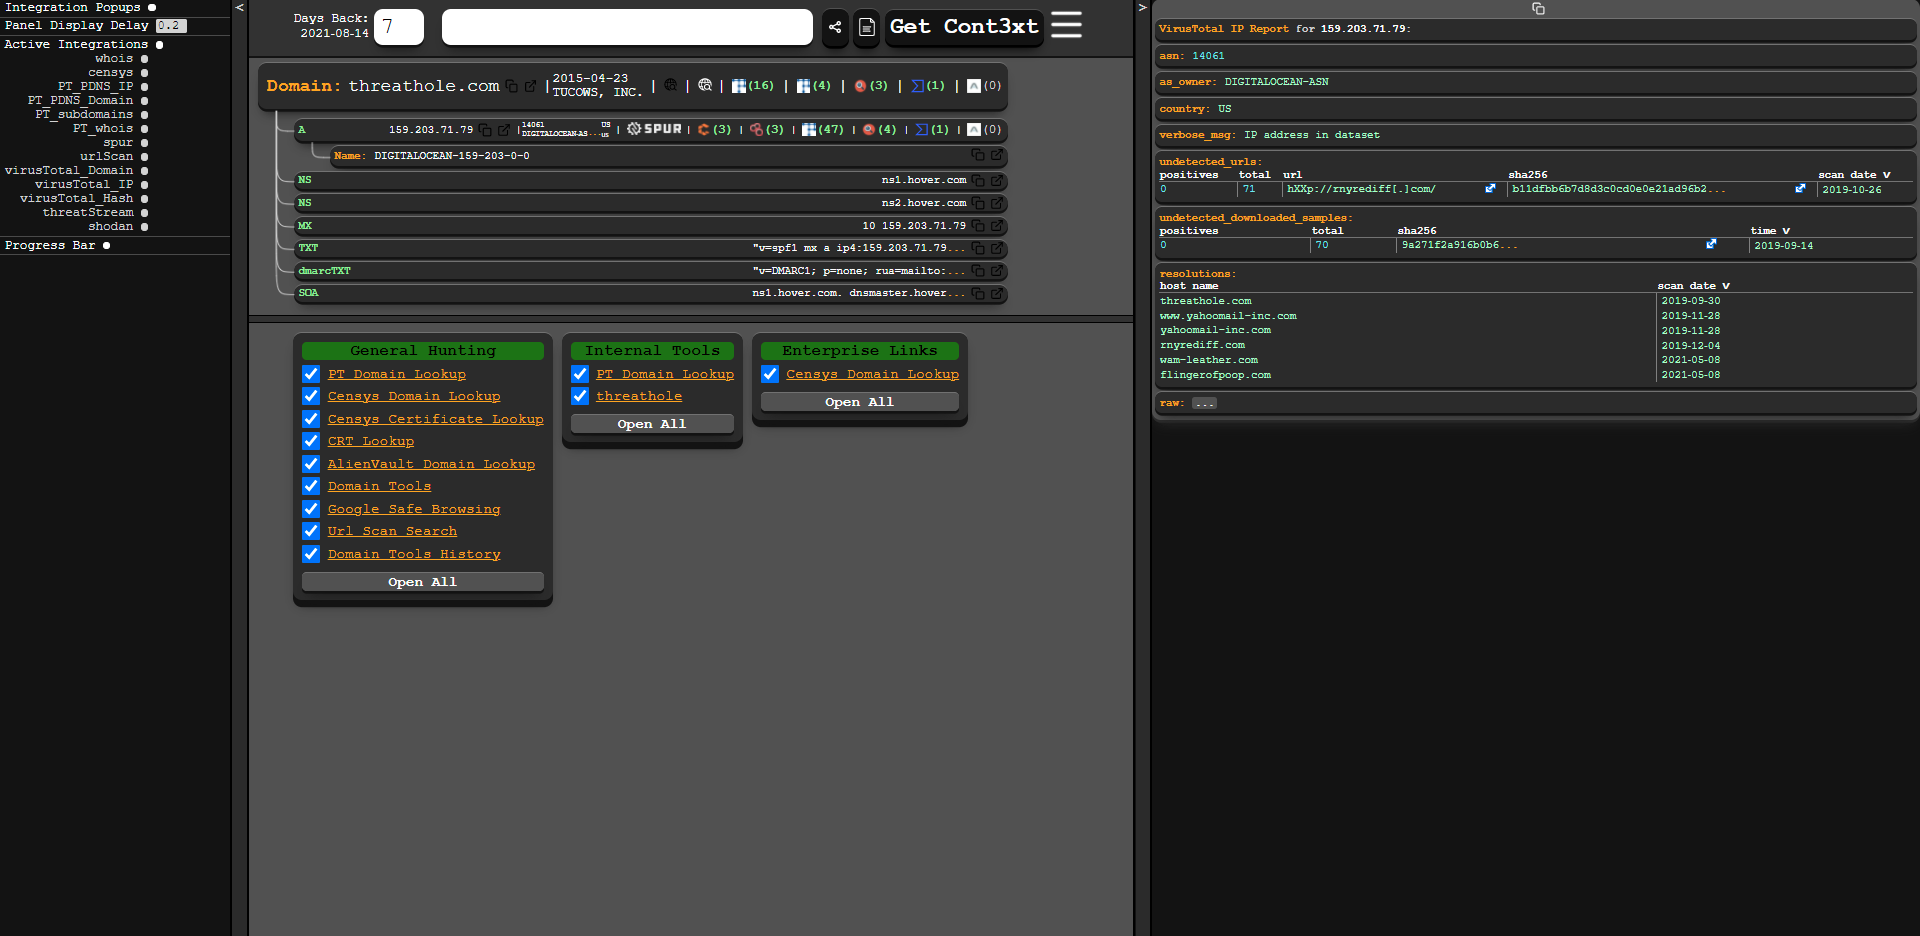 Integration Popups
Panel Display Delay 0.2
Active Integrations
whois
censys
PT_PDNS_IP
PT_PDNS_Domain
PT_subdomains
PT_whois
spur
urlScan
virusTotal_Domain
virusTotal_IP
virusTotal_Hash
threatStream
shodan
Progress Bar
<
Days Back:
2021-08-14
7
Get Cont3xt
Domain: threathole.com |2015-04-23 TUCOWS, INC. | | | (16) | (4) | (3) | (1) | (0)
A 159.203.71.79 |14061 US DIGITALOCEAN-AS... us | SPUR | (3) | (3) | (47) | (4) | (1) | (0)
Name: DIGITALOCEAN-159-203-0-0
NS ns1.hover.com
NS ns2.hover.com
MX 10 159.203.71.79
TXT "v=spf1 mx a ip4:159.203.71.79...
dmarcTXT "v=DMARC1; p=none; rua=mailto:...
SOA ns1.hover.com. dnsmaster.hover...
General Hunting
PT Domain Lookup
Censys Domain Lookup
Censys Certificate Lookup
CRT Lookup
AlienVault Domain Lookup
Domain Tools
Google Safe Browsing
Url Scan Search
Domain Tools History
Open All
Internal Tools
PT Domain Lookup
threathole
Open All
Enterprise Links
Censys Domain Lookup
Open All
>
VirusTotal IP Report for 159.203.71.79:
asn: 14061
as_owner: DIGITALOCEAN-ASN
country: US
verbose_msg: IP address in dataset
undetected_urls:
positives total url sha256 scan date V
0 71 hXXp://rnyrediff[.]com/ b11dfbb6b7d8d3c0cd0e0e21ad96b2... 2019-10-26
undetected_downloaded_samples:
positives total sha256 time V
0 70 9a271f2a916b0b6... 2019-09-14
resolutions:
host name scan date V
threathole.com 2019-09-30
www.yahoomail-inc.com 2019-11-28
yahoomail-inc.com 2019-11-28
rnyrediff.com 2019-12-04
wam-leather.com 2021-05-08
flingerofpoop.com 2021-05-08
raw: ...